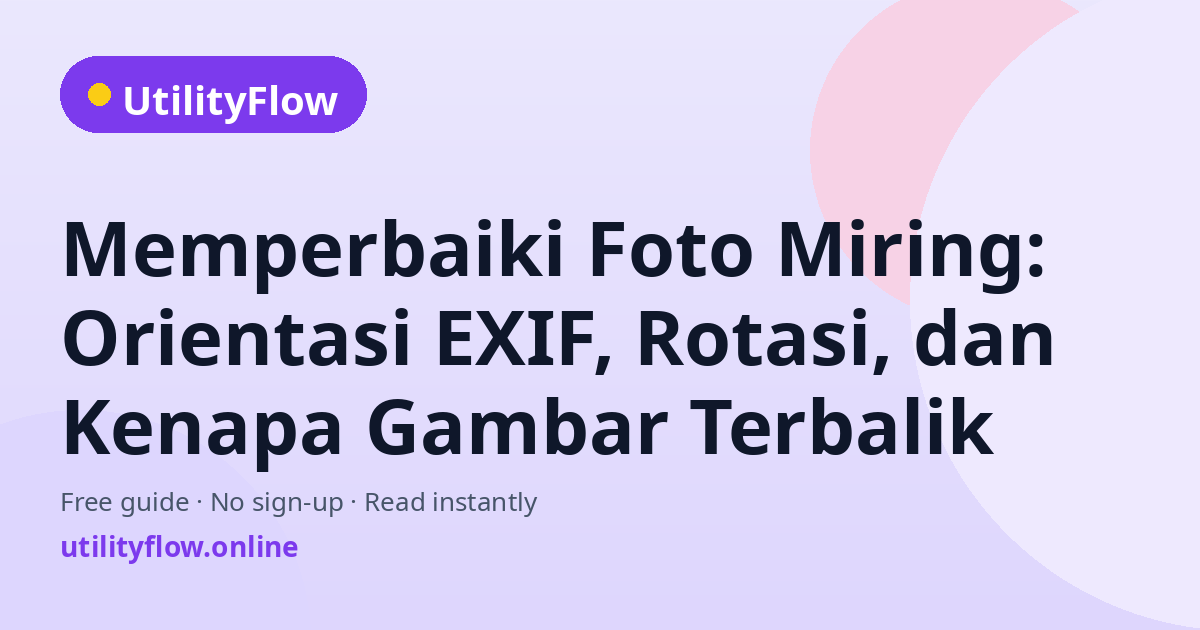 UtilityFlow
Memperbaiki Foto Miring:
Orientasi EXIF, Rotasi, dan
Kenapa Gambar Terbalik
Free guide · No sign-up · Read instantly
utilityflow.online